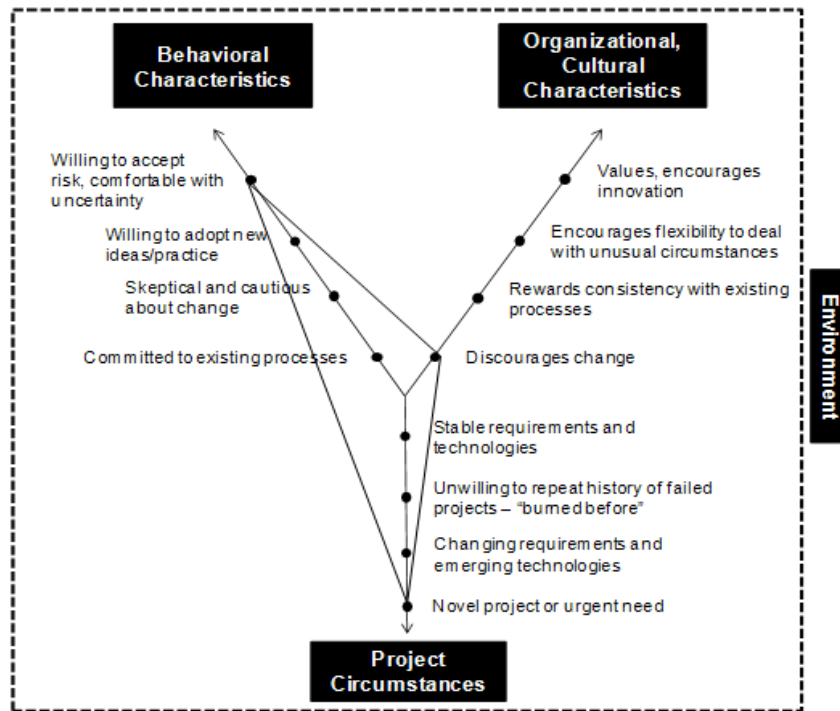 Behavioral
Characteristics
Organizational,
Cultural
Characteristics
Willing to accept
risk, comfortable with
uncertainty
Willing to adopt new
ideas/practice
Skeptical and cautious
about change
Committed to existing processes
Values, encourages
innovation
Encourages flexibility to deal
with unusual circumstances
Rewards consistency with existing
processes
Discourages change
Stable requirements and
technologies
Unwilling to repeat history of failed
projects – “burned before”
Changing requirements and
emerging technologies
Novel project or urgent need
Project
Circumstances
Environment